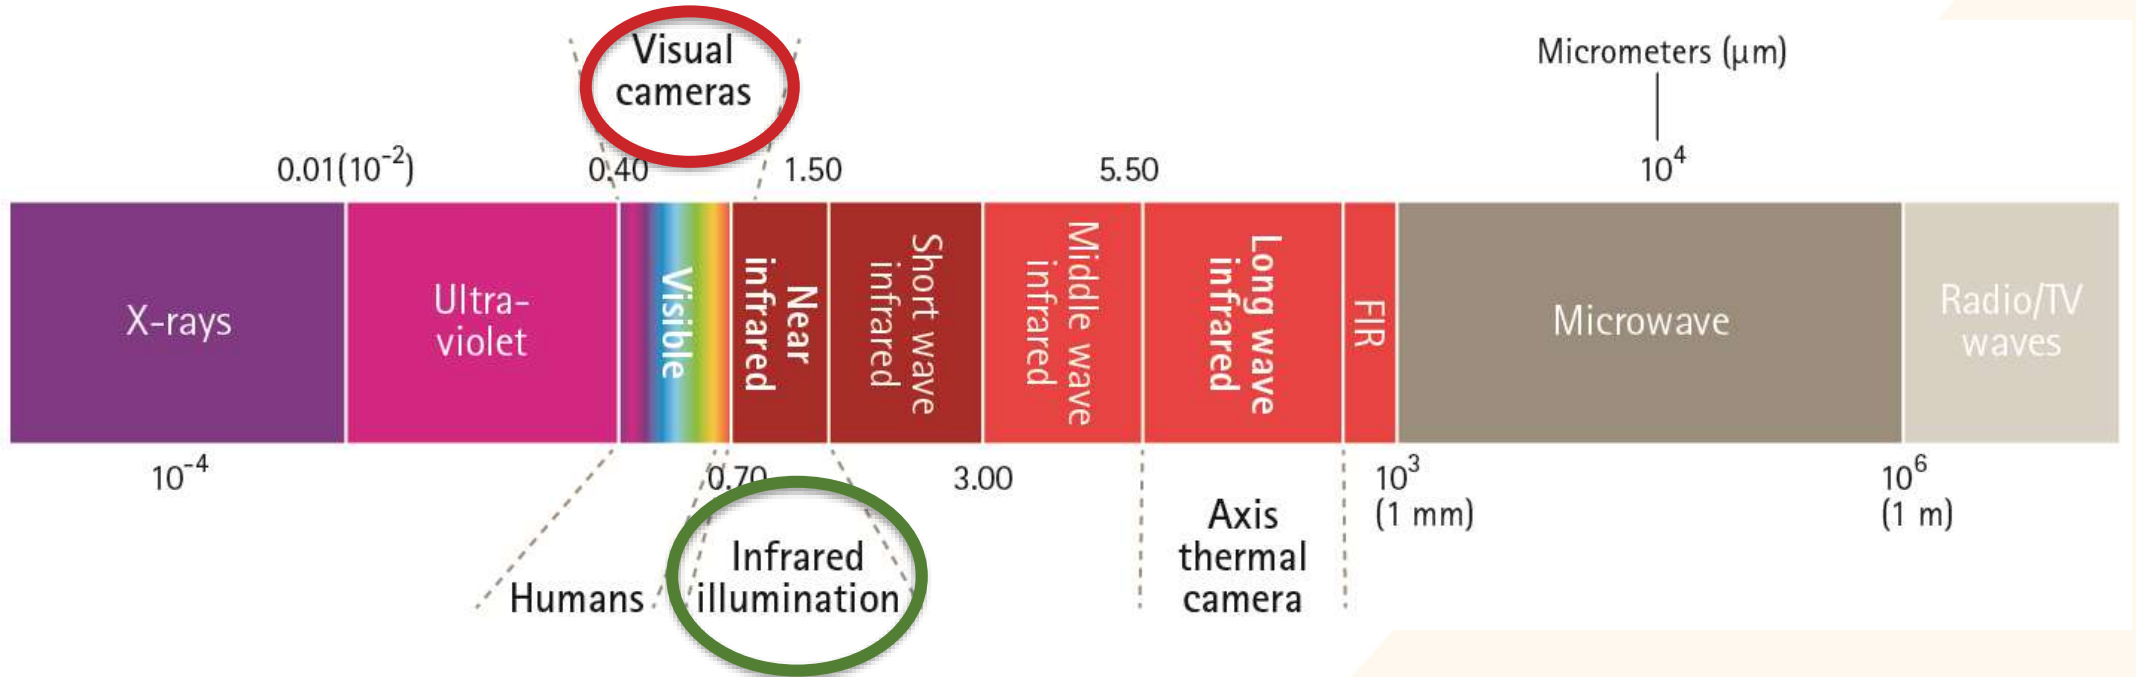 Visual
cameras
Micrometers (µm)
0.01(10⁻²)
0.40
1.50
5.50
10⁴
X-rays
Ultra-
violet
Visible
Near
infrared
Short wave
infrared
Middle wave
infrared
Long wave
infrared
FIR
Microwave
Radio/TV
waves
10⁻⁴
0.70
3.00
10³
(1 mm)
10⁶
(1 m)
Humans
Infrared
illumination
Axis
thermal
camera